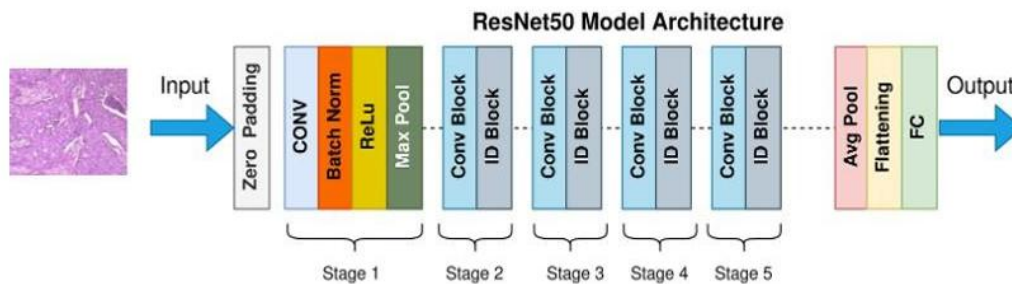 ResNet50 Model Architecture
Input
Zero Padding
CONV
Batch Norm
ReLu
Max Pool
Conv Block
ID Block
Conv Block
ID Block
Conv Block
ID Block
Conv Block
ID Block
Avg Pool
Flattening
FC
Output
Stage 1
Stage 2
Stage 3
Stage 4
Stage 5